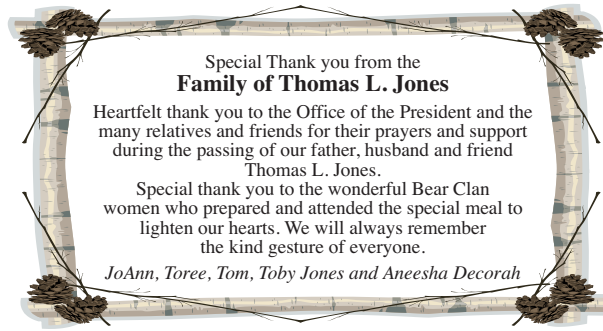 Special Thank you from the
Family of Thomas L. Jones
Heartfelt thank you to the Office of the President and the
many relatives and friends for their prayers and support
during the passing of our father, husband and friend
Thomas L. Jones.
Special thank you to the wonderful Bear Clan
women who prepared and attended the special meal to
lighten our hearts. We will always remember
the kind gesture of everyone.
JoAnn, Toree, Tom, Toby Jones and Aneesha Decorah